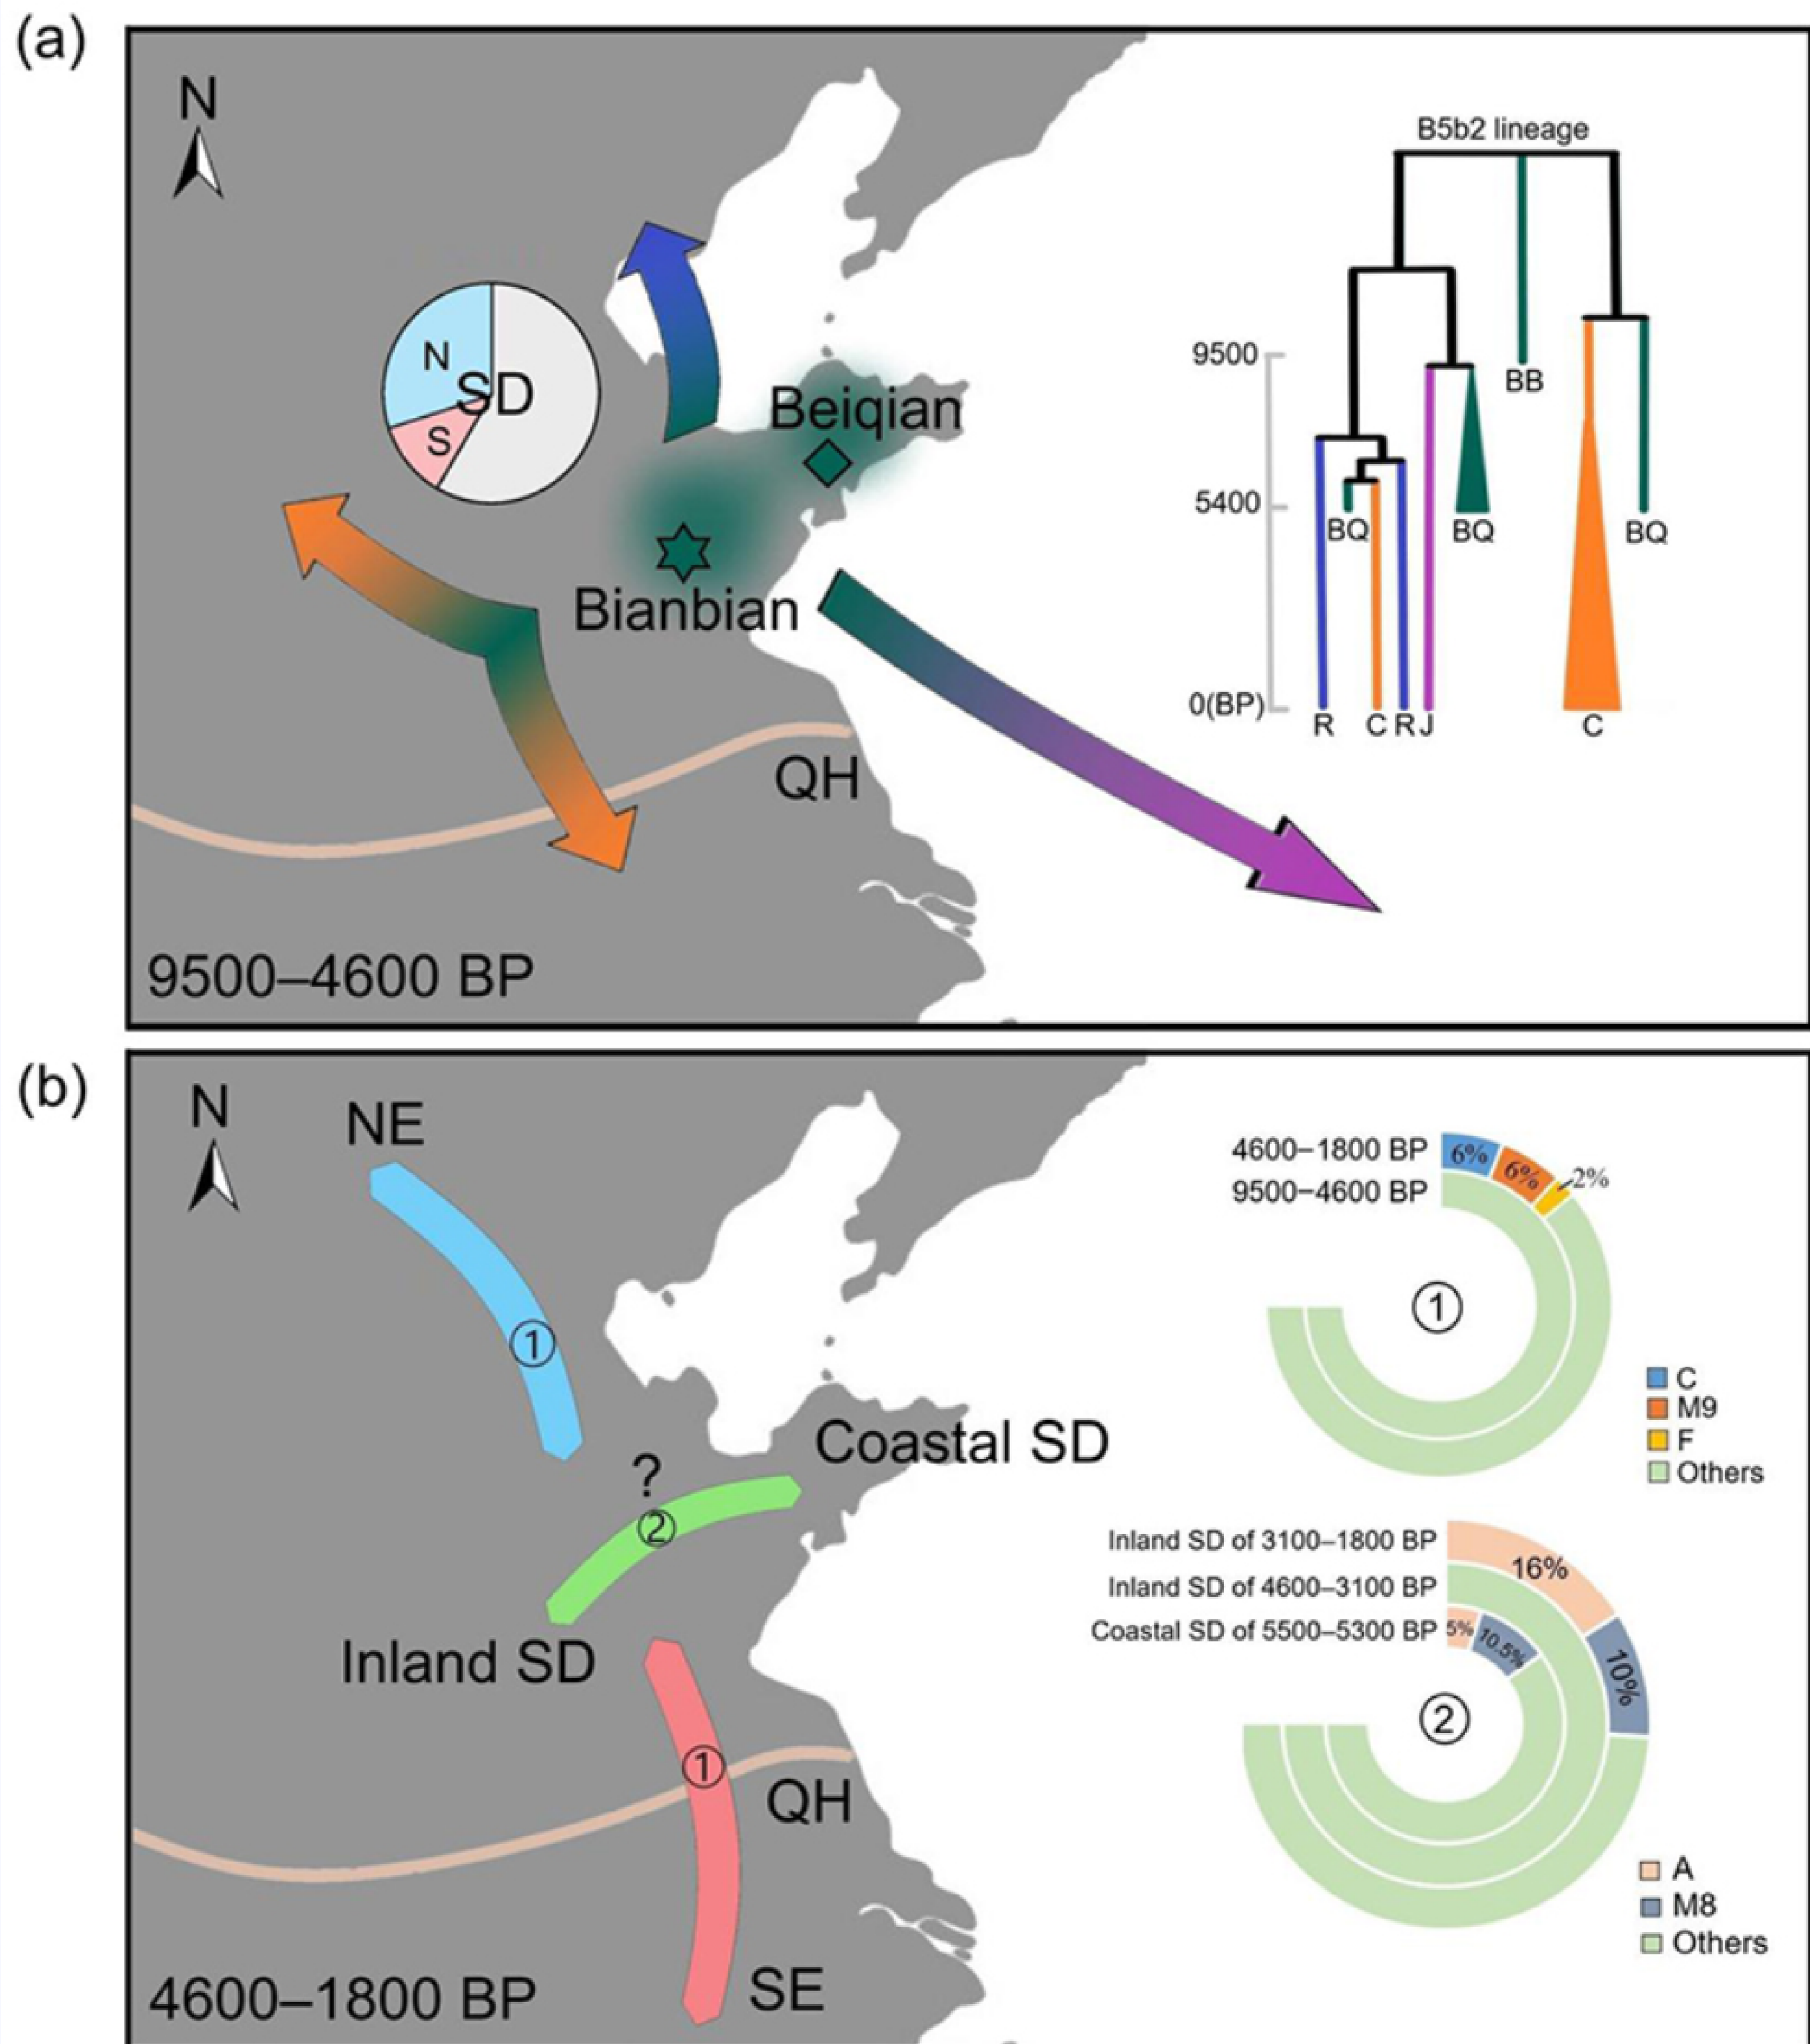 (a)
N
B5b2 lineage
N
SD
S
Beiqian
Bianbian
9500
BB
5400
BQ
BQ
BQ
0(BP)
R
C
R
J
C
QH
9500–4600 BP
(b)
N
NE
4600–1800 BP
6%
6%
2%
9500–4600 BP
①
①
C
M9
F
Others
Coastal SD
?
②
Inland SD of 3100–1800 BP
16%
Inland SD of 4600–3100 BP
Coastal SD of 5500–5300 BP
5%
10.5%
10%
Inland SD
②
①
QH
A
M8
Others
SE
4600–1800 BP